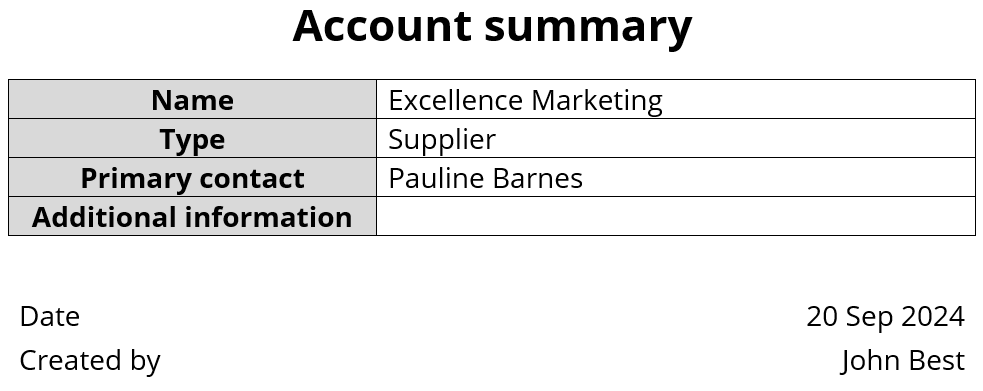 Account summary
Name Excellence Marketing
Type Supplier
Primary contact Pauline Barnes
Additional information
Date 20 Sep 2024
Created by John Best